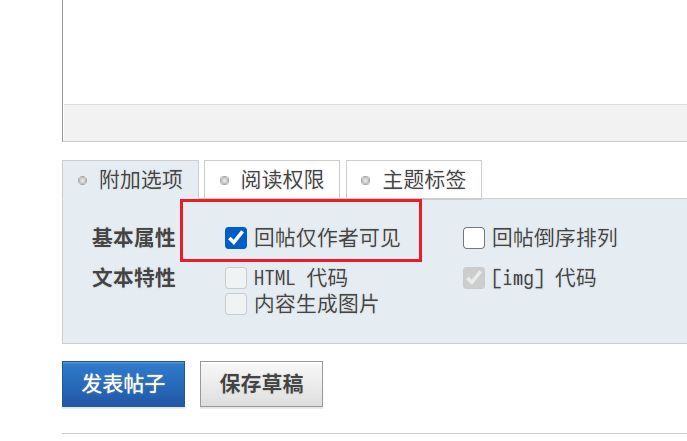 附加选项 阅读权限 主题标签
基本属性 回帖仅作者可见 回帖倒序排列
文本特性 HTML 代码 [img] 代码
内容生成图片
发表帖子 保存草稿